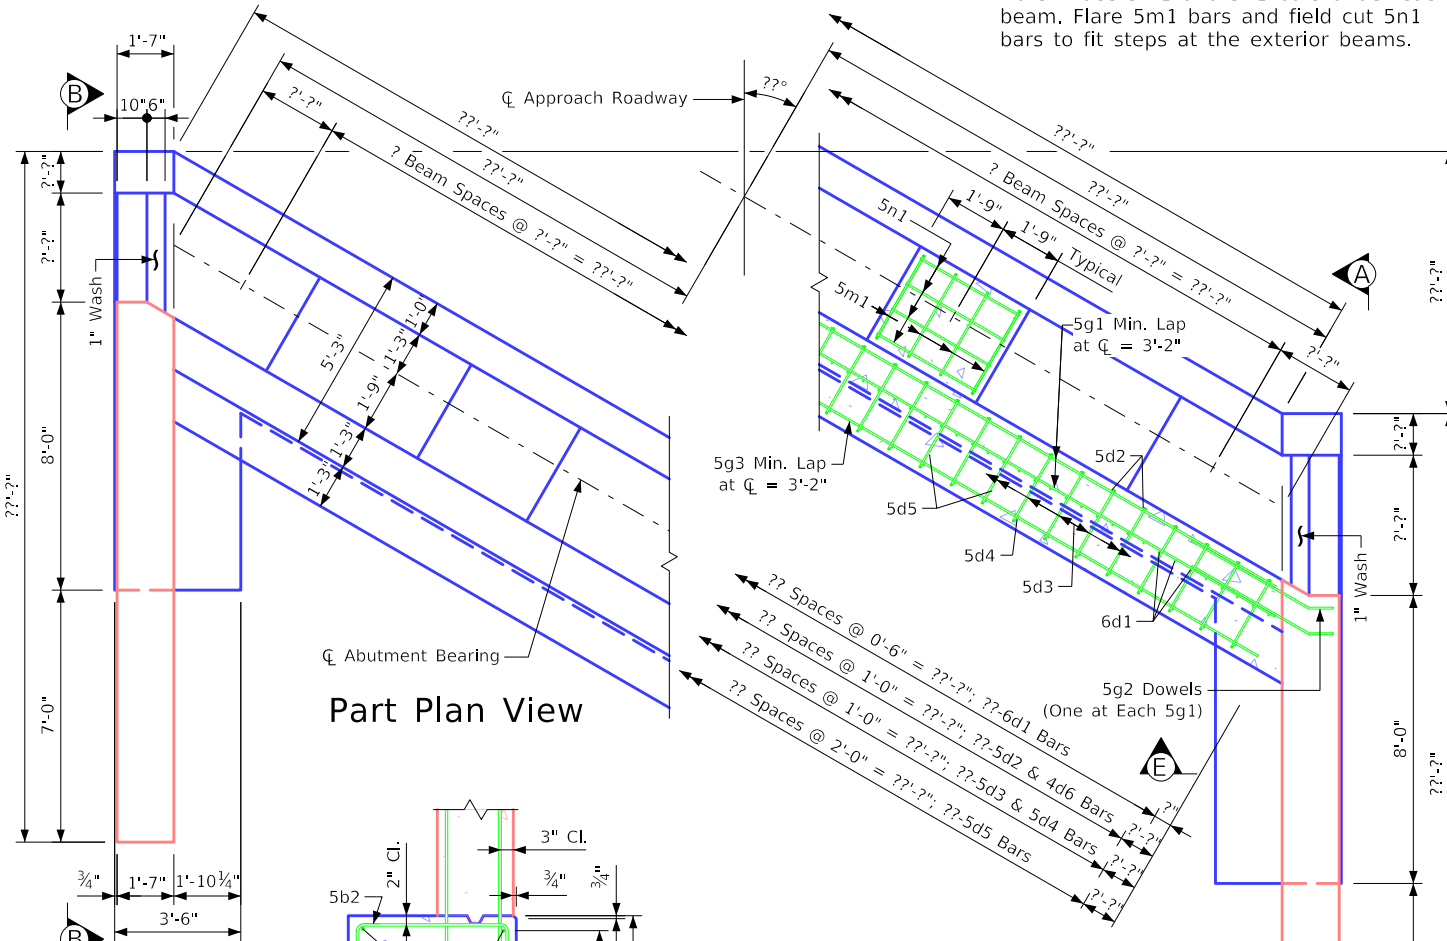 beam. Flare 5m1 bars and field cut 5n1
bars to fit steps at the exterior beams.
1'-7"
B
10"
6"
?'-?"
??'-?"
??'-?"
? Beam Spaces @ ?'-?" = ??'-?"
℄ Approach Roadway
??°
??'-?"
??'-?"
? Beam Spaces @ ?'-?" = ??'-?"
1'-9"
1'-9" Typical
5n1
5m1
A
??'-?"
?'-?"
?'-?"
1" Wash
8'-0"
??'-?"
7'-0"
5'-3"
1'-0"
1'-3"
1'-9"
1'-3"
1'-3"
5g1 Min. Lap
at ℄ = 3'-2"
?'-?"
?'-?"
?'-?"
1" Wash
5g3 Min. Lap
at ℄ = 3'-2"
5d2
5d5
5d4
5d3
6d1
℄ Abutment Bearing
Part Plan View
?? Spaces @ 0'-6" = ??'-?"; ??-6d1 Bars
?? Spaces @ 1'-0" = ??'-?"; ??-5d2 & 4d6 Bars
?? Spaces @ 1'-0" = ??'-?"; ??-5d3 & 5d4 Bars
?? Spaces @ 2'-0" = ??'-?"; ??-5d5 Bars
?"
?'-?"
?'-?"
?'-?"
5g2 Dowels
(One at Each 5g1)
E
8'-0"
??'-?"
¾"
1'-7"
1'-10¼"
3'-6"
B
2" Cl.
3" Cl.
¾"
¾"
5b2